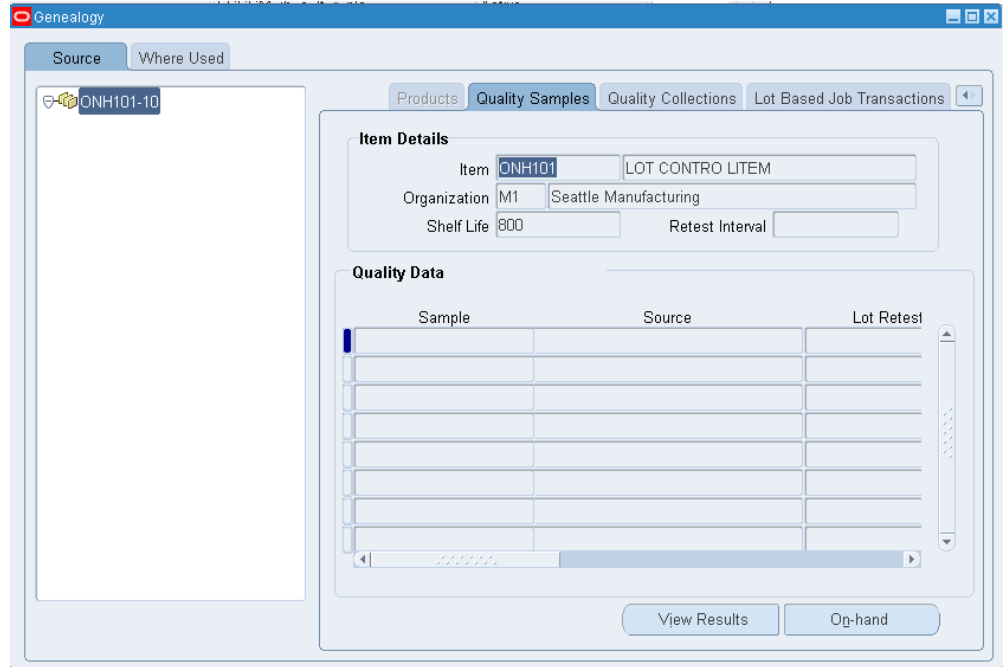 Genealogy
Source Where Used
ONH101-10
Products Quality Samples Quality Collections Lot Based Job Transactions
Item Details
Item ONH101 LOT CONTRO LITEM
Organization M1 Seattle Manufacturing
Shelf Life 800 Retest Interval
Quality Data
Sample Source Lot Retest
View Results On-hand